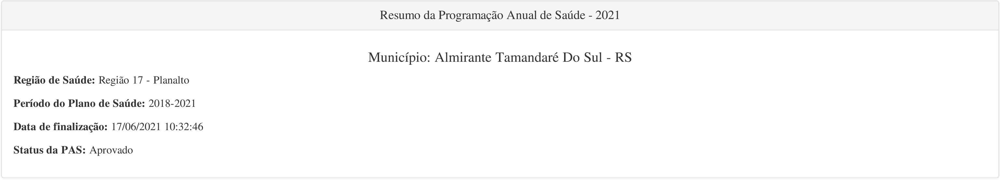 Resumo da Programação Anual de Saúde - 2021
Município: Almirante Tamandaré Do Sul - RS
Região de Saúde: Região 17 - Planalto
Período do Plano de Saúde: 2018-2021
Data de finalização: 17/06/2021 10:32:46
Status da PAS: Aprovado